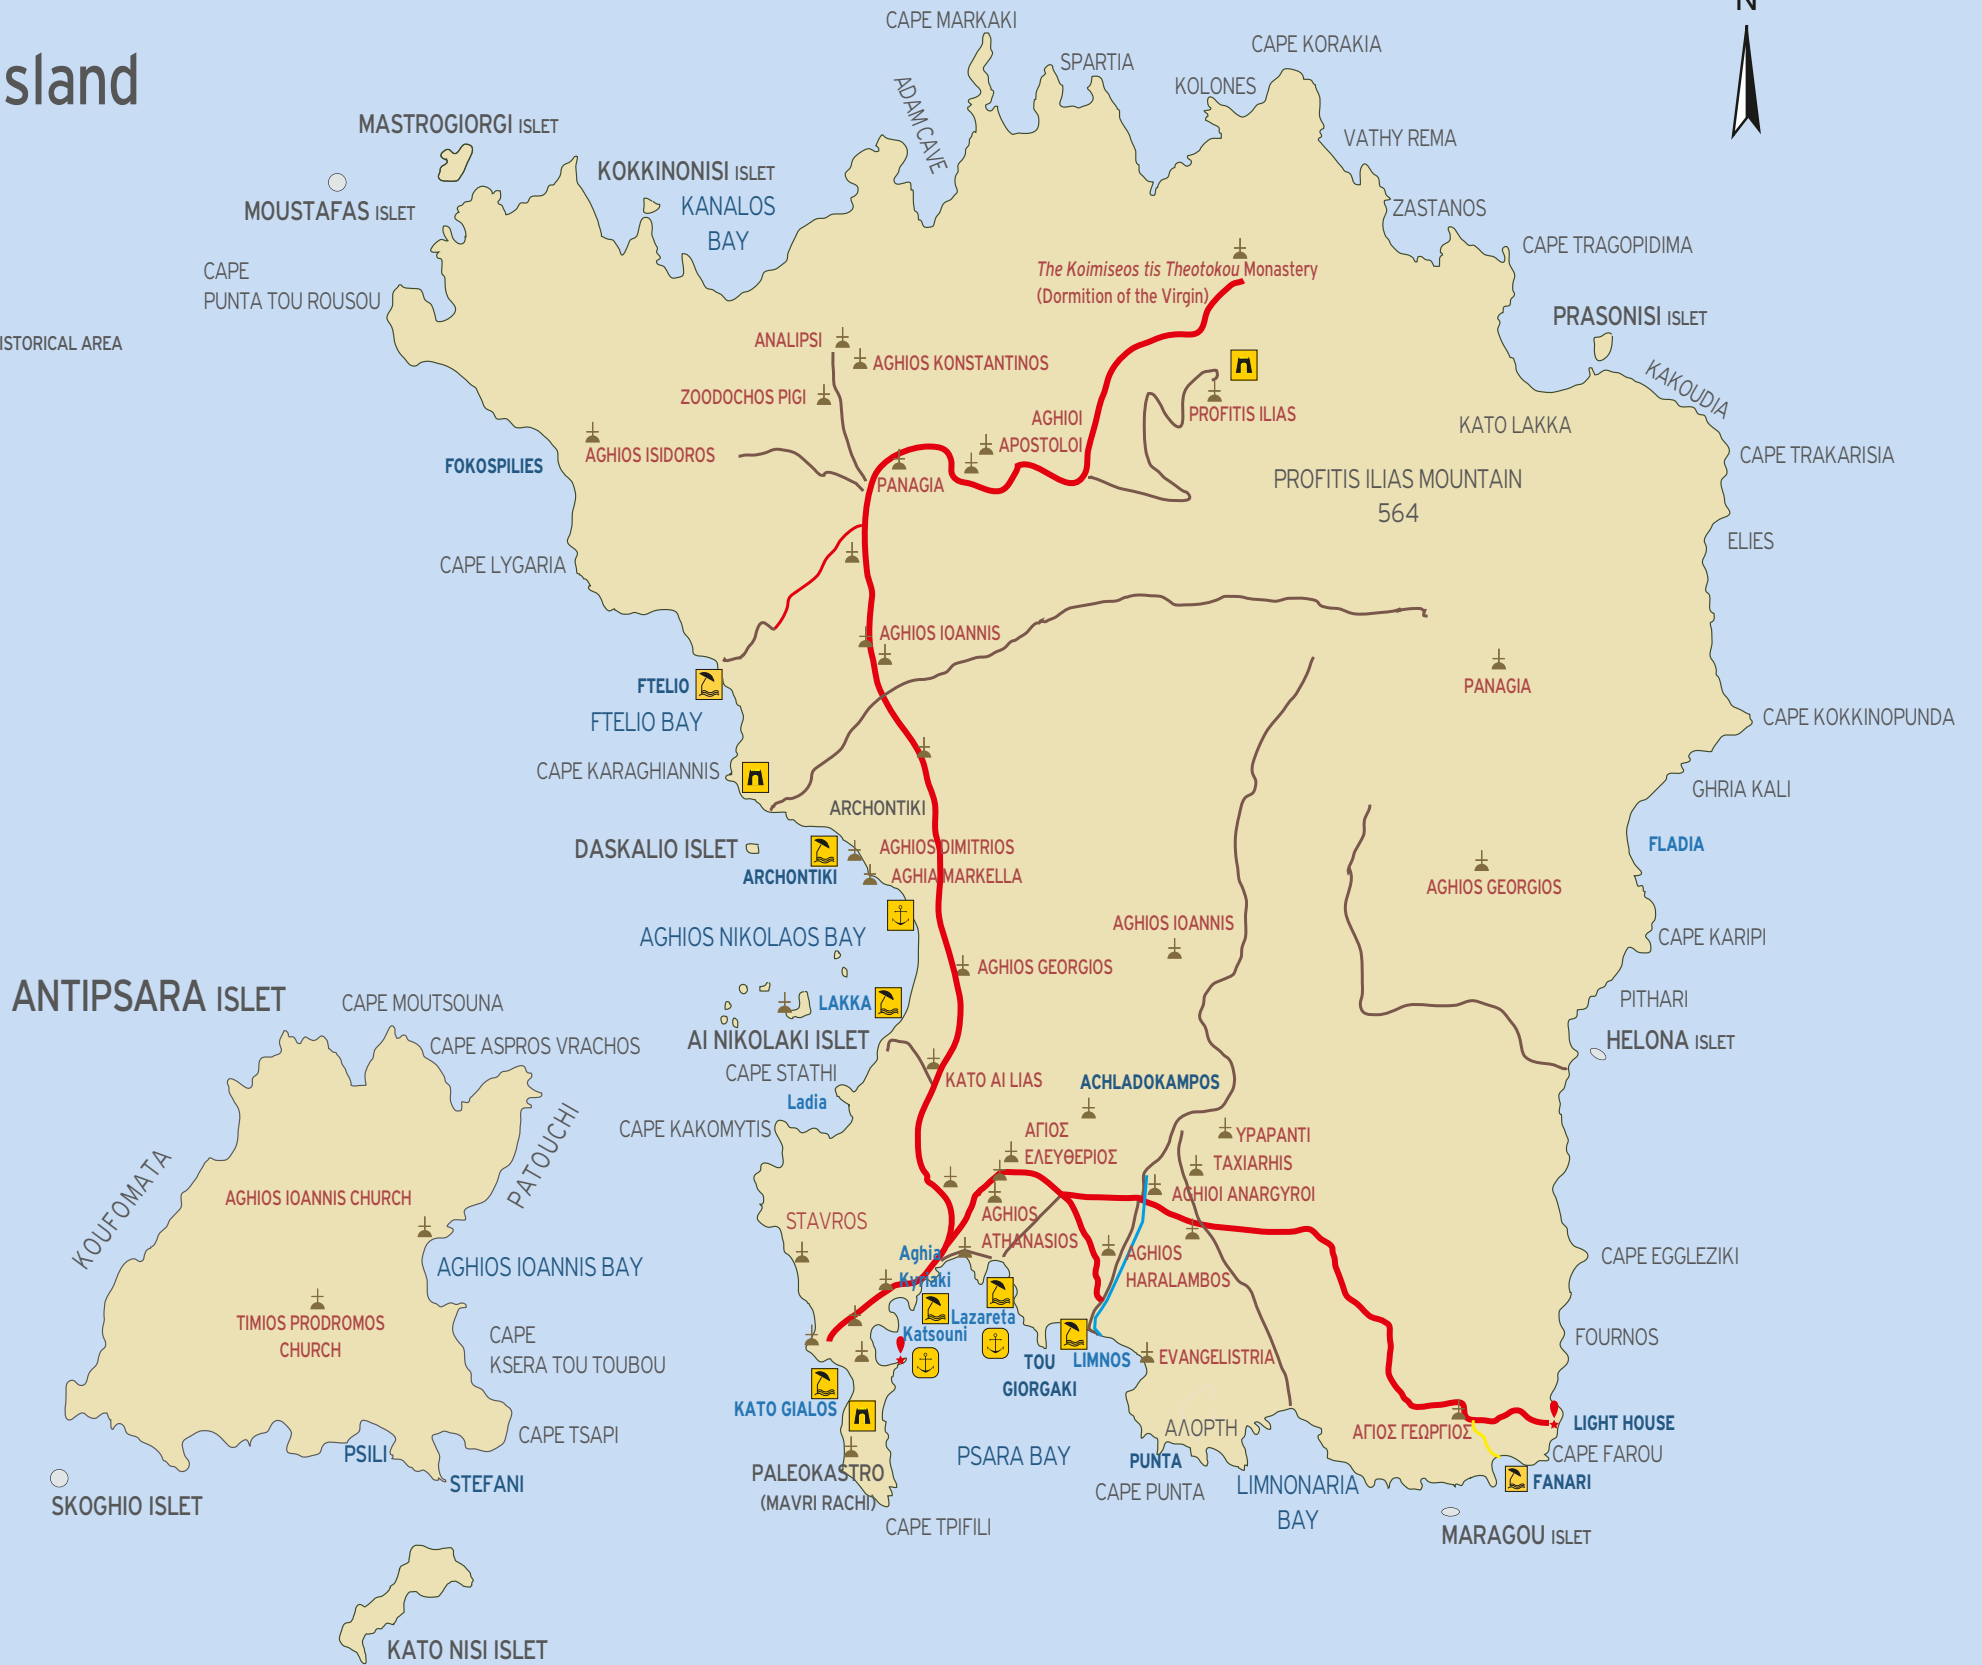 N
CAPE MARKAKI
CAPE KORAKIA
SPARTIA
KOLONES
sland
ADAM CAVE
MASTROGIORGI ISLET
VATHY REMA
KOKKINONISI ISLET
MOUSTAFAS ISLET
KANALOS
BAY
ZASTANOS
CAPE TRAGOPIDIMA
CAPE
PUNTA TOU ROUSOU
The Koimiseos tis Theotokou Monastery
(Dormition of the Virgin)
PRASONISI ISLET
ISTORICAL AREA
ANALIPSI
AGHIOS KONSTANTINOS
ZOODOCHOS PIGI
KAKOUDIA
AGHIOI
APOSTOLOI
PROFITIS ILIAS
KATO LAKKA
AGHIOS ISIDOROS
FOKOSPILIES
CAPE TRAKARISIA
PANAGIA
PROFITIS ILIAS MOUNTAIN
564
ELIES
CAPE LYGARIA
AGHIOS IOANNIS
FTELIO
PANAGIA
FTELIO BAY
CAPE KOKKINOPUNDA
CAPE KARAGHIANNIS
GHRIA KALI
ARCHONTIKI
DASKALIO ISLET
AGHIOS DIMITRIOS
FLADIA
ARCHONTIKI
AGHIA MARKELLA
AGHIOS GEORGIOS
AGHIOS IOANNIS
AGHIOS NIKOLAOS BAY
CAPE KARIPI
AGHIOS GEORGIOS
ANTIPSARA ISLET
CAPE MOUTSOUNA
LAKKA
PITHARI
AI NIKOLAKI ISLET
HELONA ISLET
CAPE ASPROS VRACHOS
CAPE STATHI
KATO AI LIAS
ACHLADOKAMPOS
Ladia
CAPE KAKOMYTIS
ΑΓΙΟΣ
ΕΛΕΥΘΕΡΙΟΣ
YPAPANTI
PATOUCHI
TAXIARHIS
KOUFOMATA
AGHIOS IOANNIS CHURCH
AGHIOI ANARGYROI
STAVROS
AGHIOS
ATHANASIOS
Aghia
Kyriaki
AGHIOS
HARALAMBOS
CAPE EGGLEZIKI
AGHIOS IOANNIS BAY
TIMIOS PRODROMOS
CHURCH
Lazareta
Katsouni
CAPE
KSERA TOU TOUBOU
FOURNOS
TOU
GIORGAKI
LIMNOS
EVANGELISTRIA
KATO GIALOS
ΑΛΟΡΤΗ
ΑΓΙΟΣ ΓΕΩΡΓΙΟΣ
LIGHT HOUSE
CAPE TSAPI
PSILI
PSARA BAY
PUNTA
CAPE FAROU
STEFANI
PALEOKASTRO
(MAVRI RACHI)
CAPE PUNTA
LIMNONARIA
BAY
FANARI
SKOGHIO ISLET
CAPE TPIFILI
MARAGOU ISLET
KATO NISI ISLET